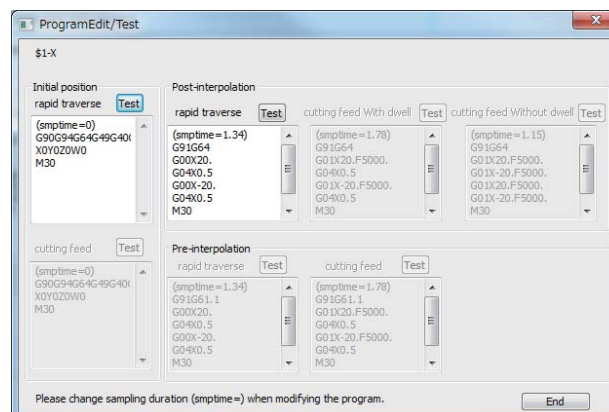 ProgramEdit/Test
$1-X
Initial position
rapid traverse Test
(smptime=0)
G90G94G64G49G40(
X0Y0Z0W0
M30
cutting feed Test
(smptime=0)
G90G94G64G49G40(
X0Y0Z0W0
M30
Post-interpolation
rapid traverse Test
(smptime=1.34)
G91G64
G00X20.
G04X0.5
G00X-20.
G04X0.5
M30
cutting feed With dwell Test
(smptime=1.78)
G91G64
G01X20.F5000.
G04X0.5
G01X-20.F5000.
G04X0.5
M30
cutting feed Without dwell Test
(smptime=1.15)
G91G64
G01X20.F5000.
G01X-20.F5000.
G01X20.F5000.
G01X-20.F5000.
M30
Pre-interpolation
rapid traverse Test
(smptime=1.34)
G91G61.1
G00X20.
G04X0.5
G00X-20.
G04X0.5
M30
cutting feed Test
(smptime=1.78)
G91G61.1
G01X20.F5000.
G04X0.5
G01X-20.F5000.
G04X0.5
M30
Please change sampling duration (smptime=) when modifying the program.
End